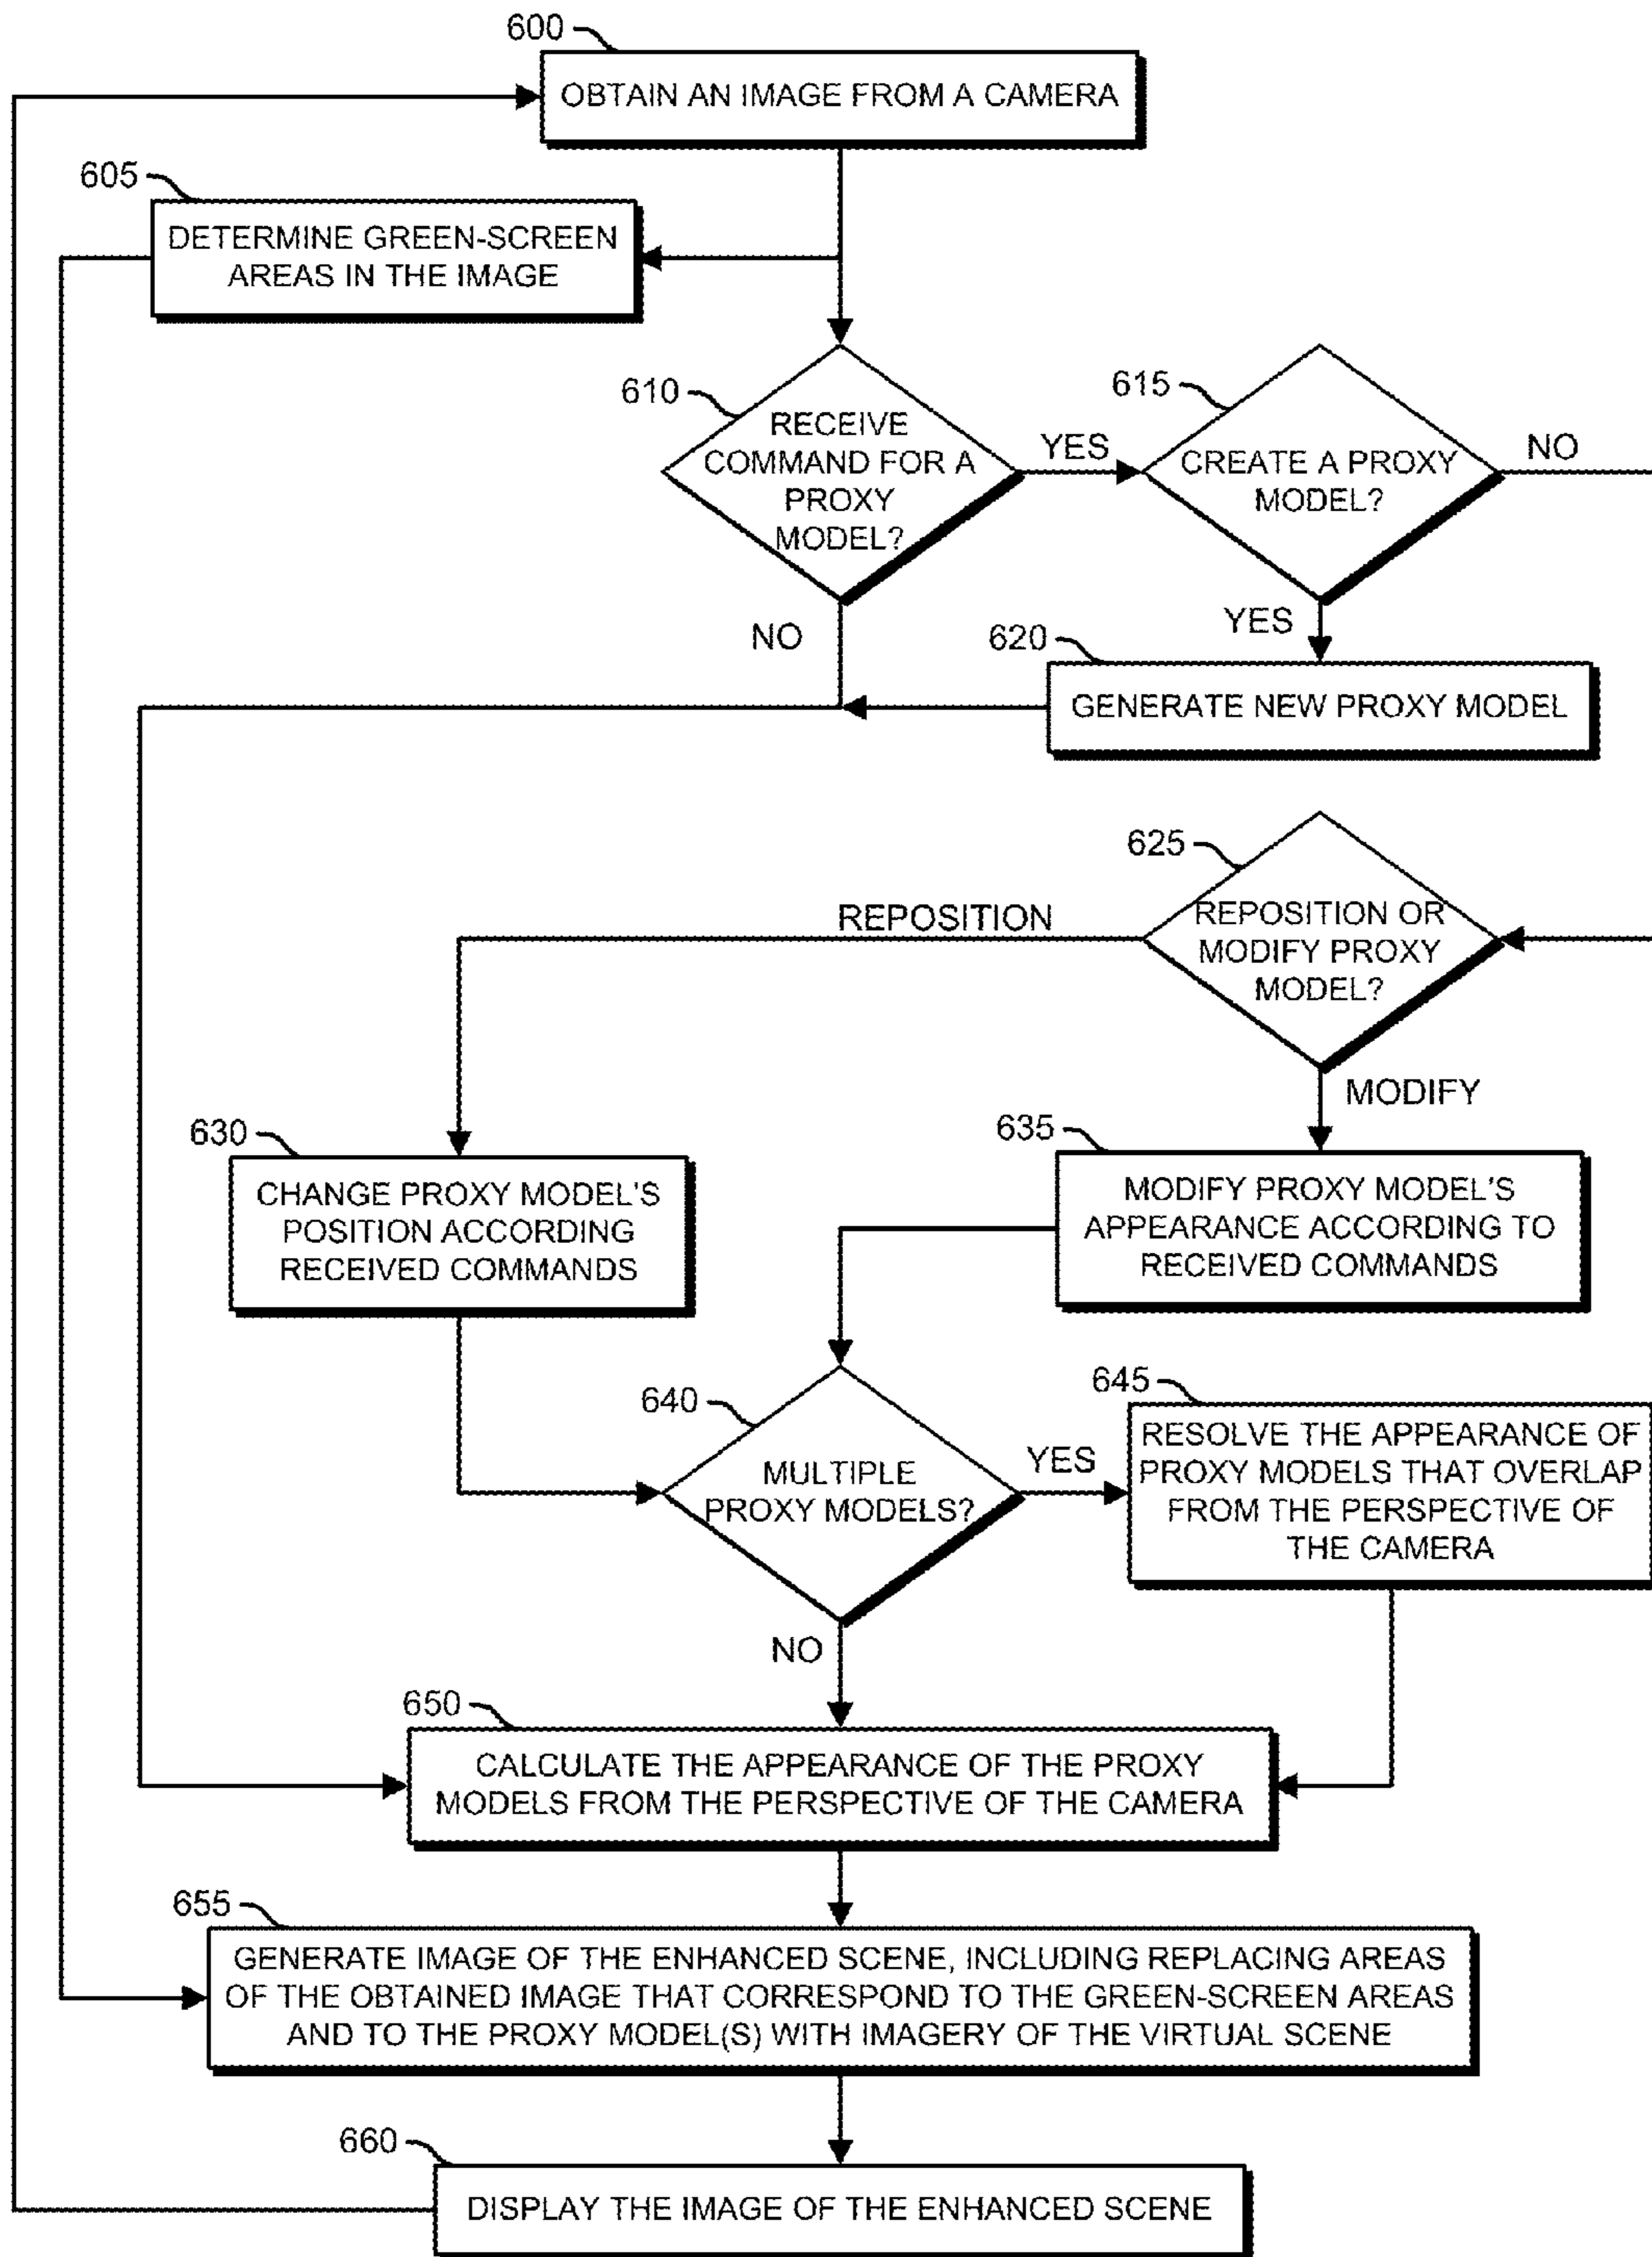 600
OBTAIN AN IMAGE FROM A CAMERA
605
DETERMINE GREEN-SCREEN
AREAS IN THE IMAGE
610
RECEIVE
COMMAND FOR A
PROXY
MODEL?
YES
615
CREATE A PROXY
MODEL?
NO
NO
YES
620
GENERATE NEW PROXY MODEL
625
REPOSITION OR
MODIFY PROXY
MODEL?
REPOSITION
MODIFY
630
CHANGE PROXY MODEL'S
POSITION ACCORDING
RECEIVED COMMANDS
635
MODIFY PROXY MODEL'S
APPEARANCE ACCORDING TO
RECEIVED COMMANDS
640
MULTIPLE
PROXY MODELS?
YES
645
RESOLVE THE APPEARANCE OF
PROXY MODELS THAT OVERLAP
FROM THE PERSPECTIVE OF
THE CAMERA
NO
650
CALCULATE THE APPEARANCE OF THE PROXY
MODELS FROM THE PERSPECTIVE OF THE CAMERA
655
GENERATE IMAGE OF THE ENHANCED SCENE, INCLUDING REPLACING AREAS
OF THE OBTAINED IMAGE THAT CORRESPOND TO THE GREEN-SCREEN AREAS
AND TO THE PROXY MODEL(S) WITH IMAGERY OF THE VIRTUAL SCENE
660
DISPLAY THE IMAGE OF THE ENHANCED SCENE